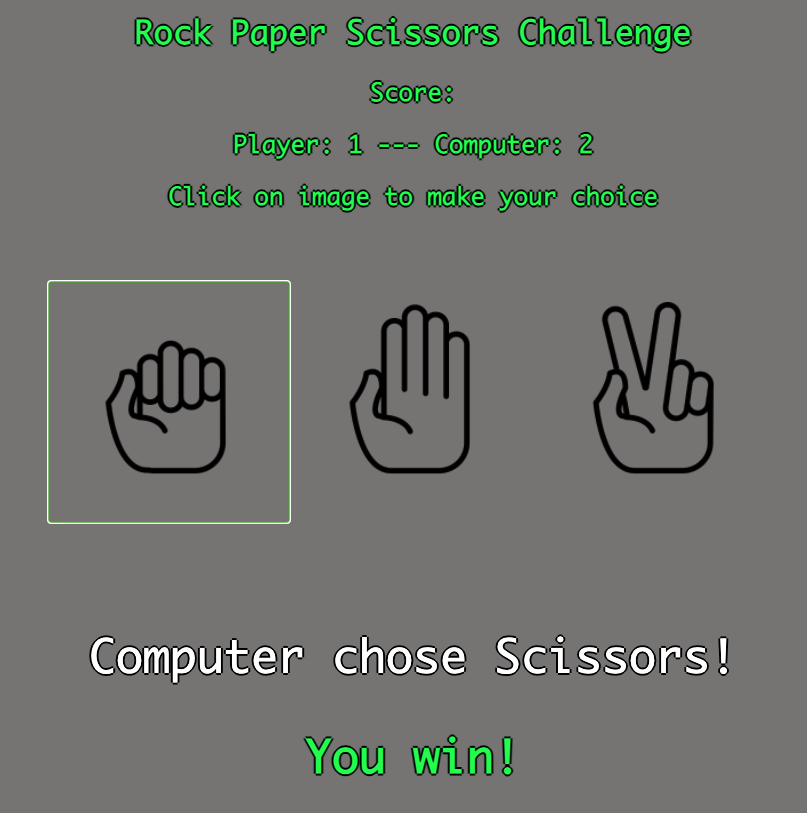 Rock Paper Scissors Challenge
Score:
Player: 1 --- Computer: 2
Click on image to make your choice
Computer chose Scissors!
You win!